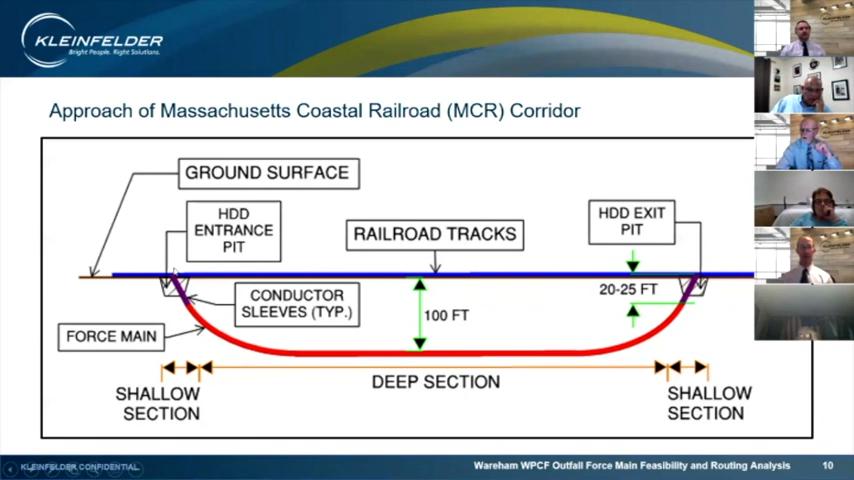 KLEINFELDER
Bright People. Right Solutions.
Approach of Massachusetts Coastal Railroad (MCR) Corridor
GROUND SURFACE
HDD
ENTRANCE
PIT
RAILROAD TRACKS
HDD EXIT
PIT
CONDUCTOR
SLEEVES (TYP.)
100 FT
20-25 FT
FORCE MAIN
DEEP SECTION
SHALLOW
SECTION
SHALLOW
SECTION
KLEINFELDER CONFIDENTIAL
Wareham WPCF Outfall Force Main Feasibility and Routing Analysis
10